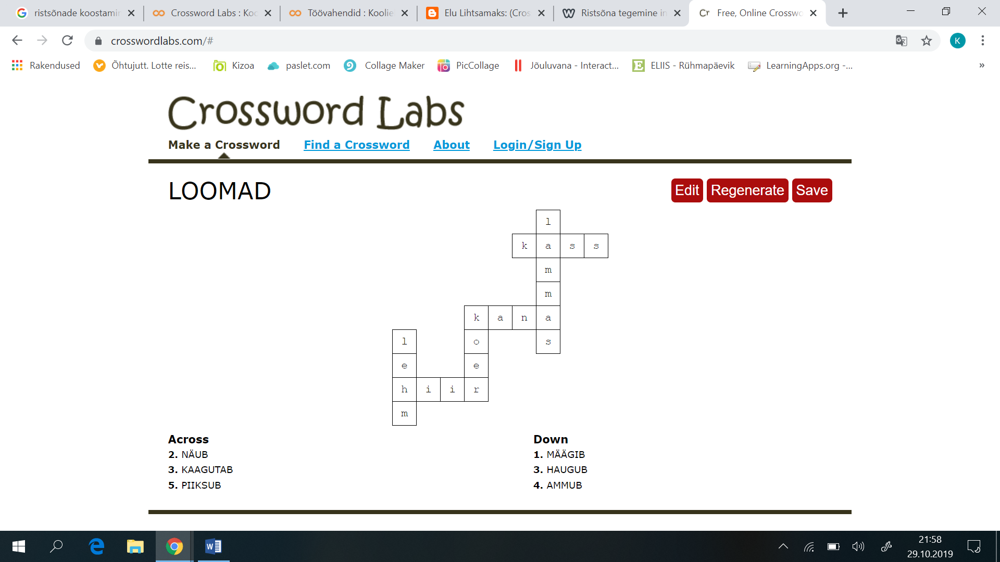 ristsõnade koostamin
Crossword Labs : Koo
Töövahendid : Koolie
Elu Lihtsamaks: (Cros
Ristsõna tegemine in
Cr Free, Online Crosswo
crosswordlabs.com/#
K
Rakendused
Õhtujutt. Lotte reis...
Kizoa
paslet.com
Collage Maker
PicCollage
Jõuluvana - Interact...
ELIIS - Rühmapäevik
LearningApps.org -...
»
Crossword Labs
Make a Crossword Find a Crossword About Login/Sign Up
LOOMAD
Edit Regenerate Save
l
k a s s
m
m
k a n a
l o s
e e
h i i r
m
Across
2. NÄUB
3. KAAGUTAB
5. PIIKSUB
Down
1. MÄÄGIB
3. HAUGUB
4. AMMUB
21:58
29.10.2019